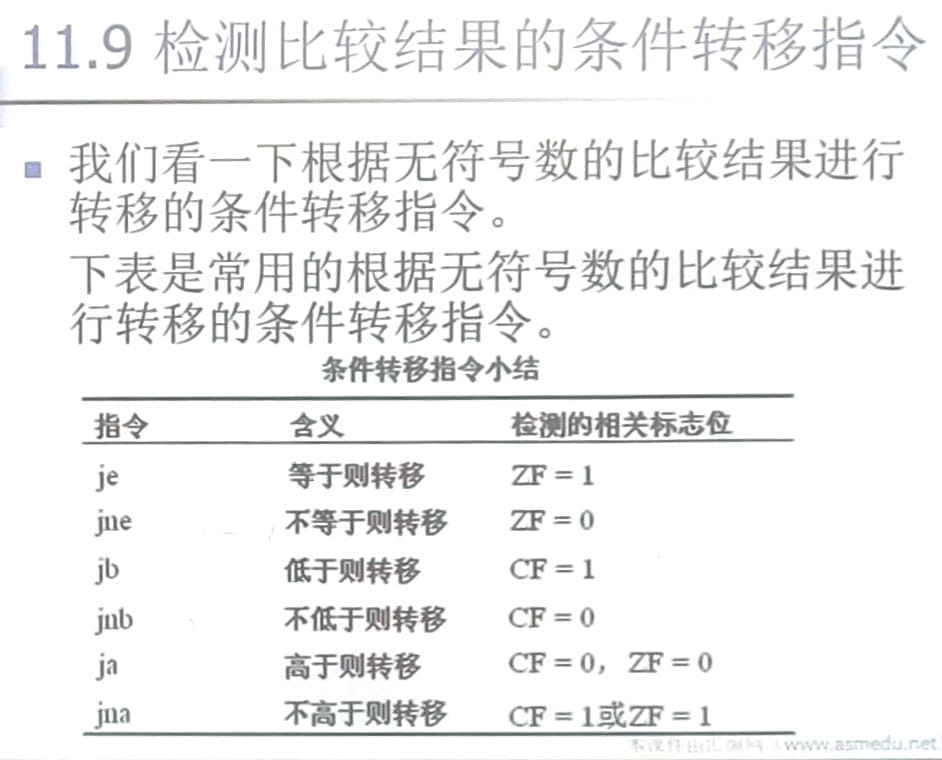 11.9 检测比较结果的条件转移指令
我们看一下根据无符号数的比较结果进行
转移的条件转移指令。
下表是常用的根据无符号数的比较结果进
行转移的条件转移指令。
条件转移指令小结
指令 含义 检测的相关标志位
je 等于则转移 ZF = 1
jne 不等于则转移 ZF = 0
jb 低于则转移 CF = 1
jnb 不低于则转移 CF = 0
ja 高于则转移 CF = 0, ZF = 0
jna 不高于则转移 CF = 1或ZF = 1
本课件由汇编网（www.asmedu.net